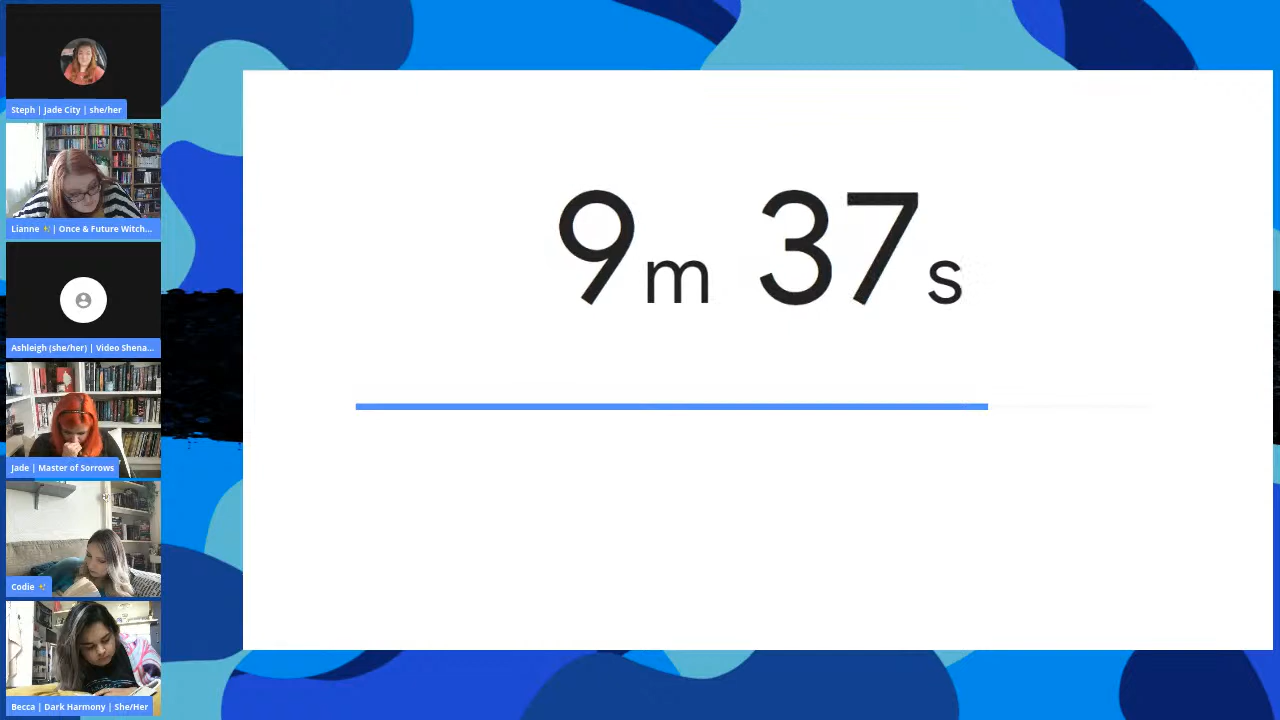 Steph | Jade City | she/her
9m 37s
Lianne ✨ | Once & Future Witch...
Ashleigh (she/her) | Video Shena...
Jade | Master of Sorrows
Codie ✨
Becca | Dark Harmony | She/Her